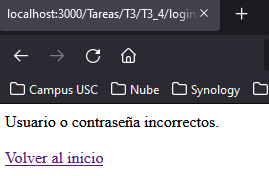 localhost:3000/Tareas/T3/T3_4/login
Campus USC
Nube
Synology
Usuario o contraseña incorrectos.
Volver al inicio